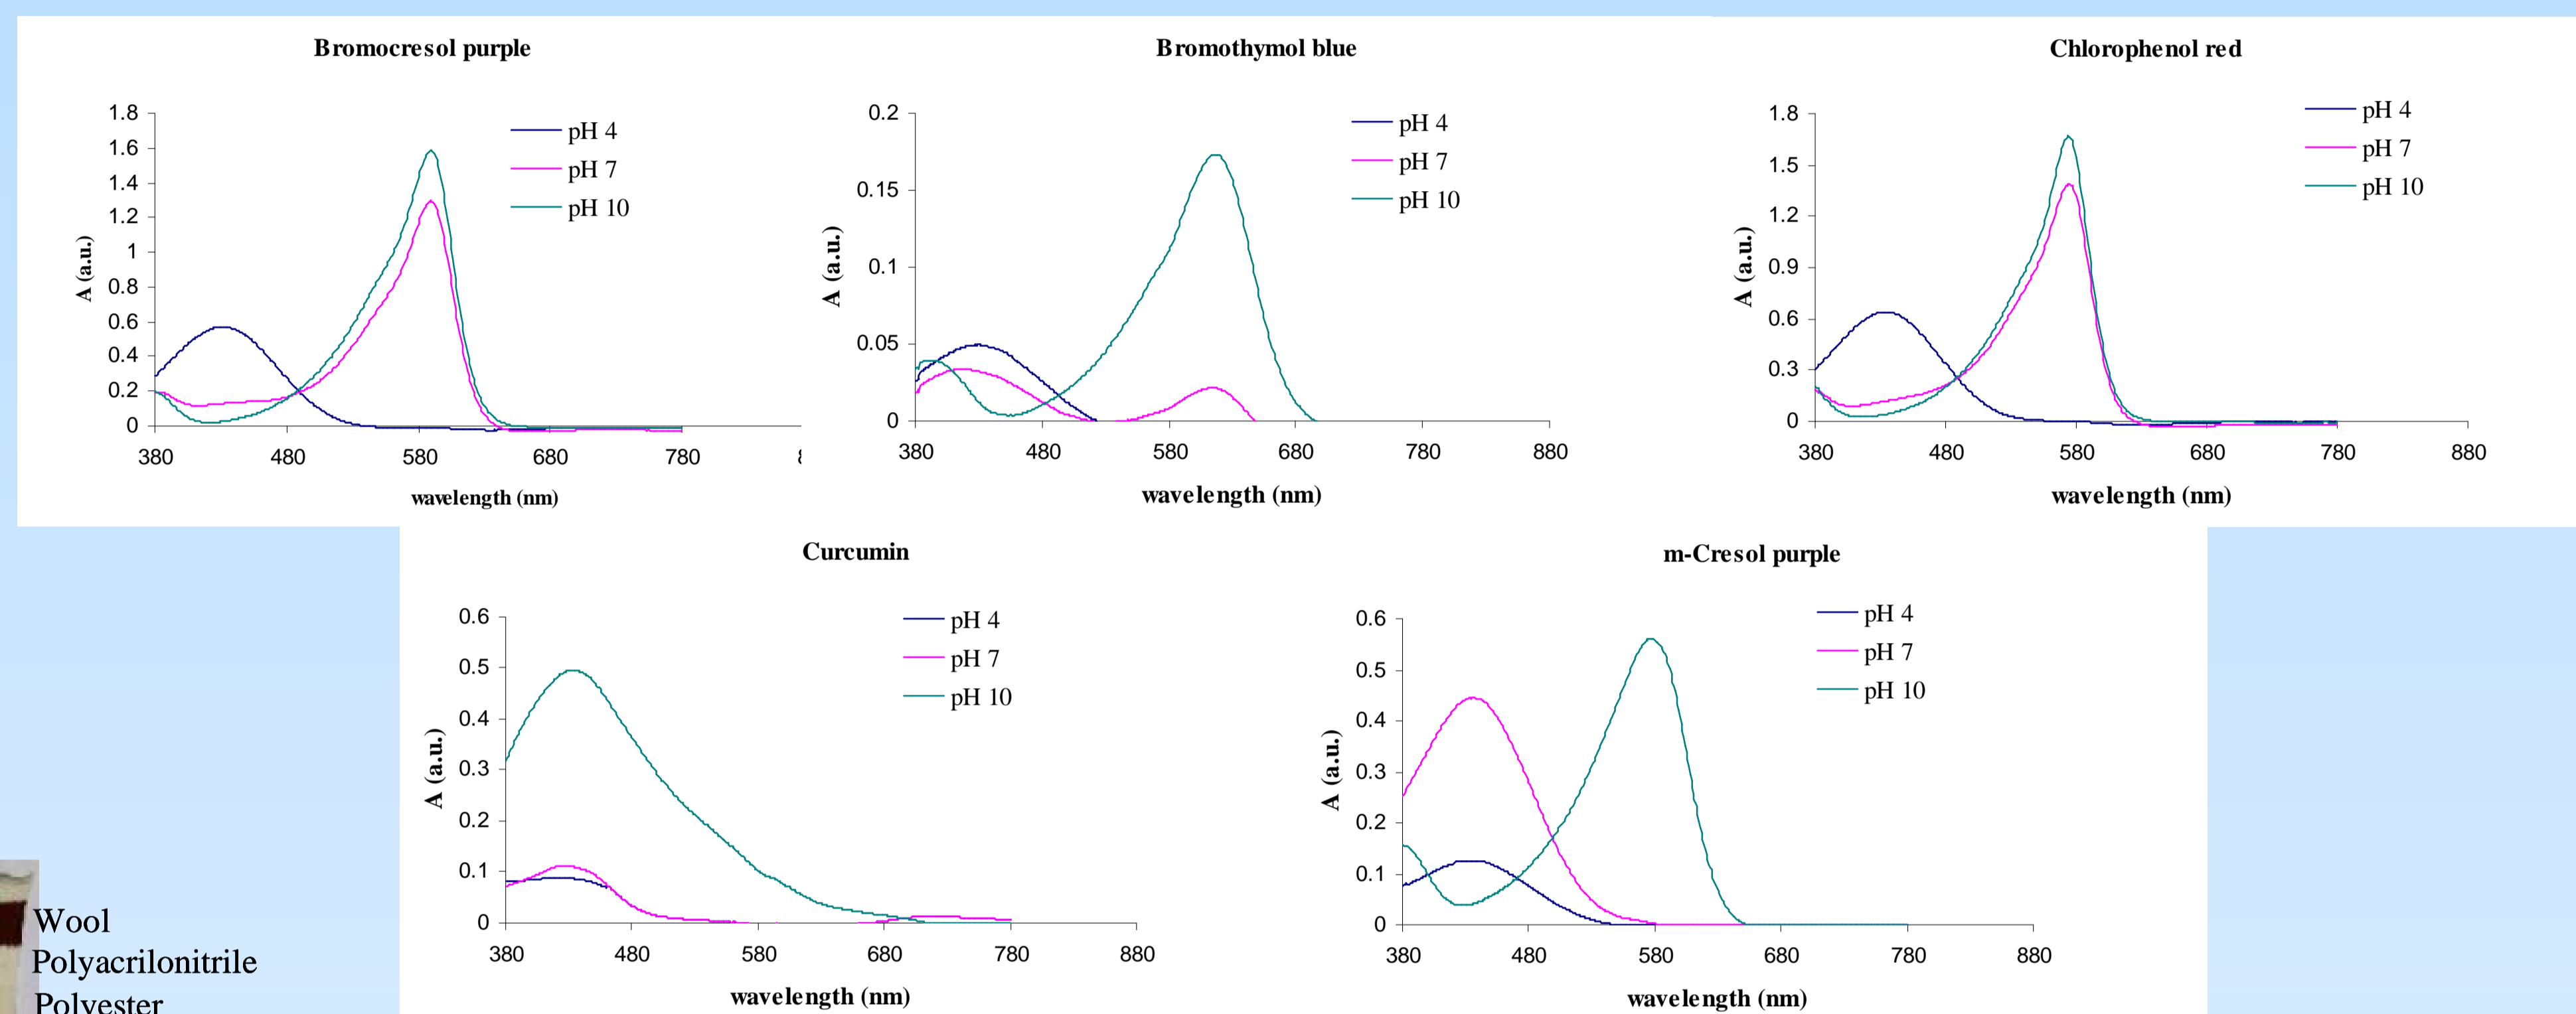 Bromocresol purple
1.8
1.6
1.4
1.2
1
0.8
0.6
0.4
0.2
0
A (a.u.)
380 480 580 680 780
wavelength (nm)
pH 4
pH 7
pH 10
Bromothymol blue
0.2
0.15
0.1
0.05
0
A (a.u.)
380 480 580 680 780 880
wavelength (nm)
pH 4
pH 7
pH 10
Chlorophenol red
1.8
1.5
1.2
0.9
0.6
0.3
0
A (a.u.)
380 480 580 680 780 880
wavelength (nm)
pH 4
pH 7
pH 10
Curcumin
0.6
0.5
0.4
0.3
0.2
0.1
0
A (a.u.)
380 480 580 680 780 880
wavelength (nm)
pH 4
pH 7
pH 10
m-Cresol purple
0.6
0.5
0.4
0.3
0.2
0.1
0
A (a.u.)
380 480 580 680 780 880
wavelength (nm)
pH 4
pH 7
pH 10
Wool
Polyacrilonitrile
Polyester